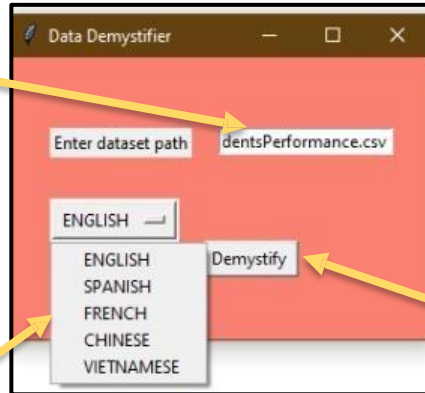 Data Demystifier
Enter dataset path dentsPerformance.csv
ENGLISH
Demystify
ENGLISH
SPANISH
FRENCH
CHINESE
VIETNAMESE